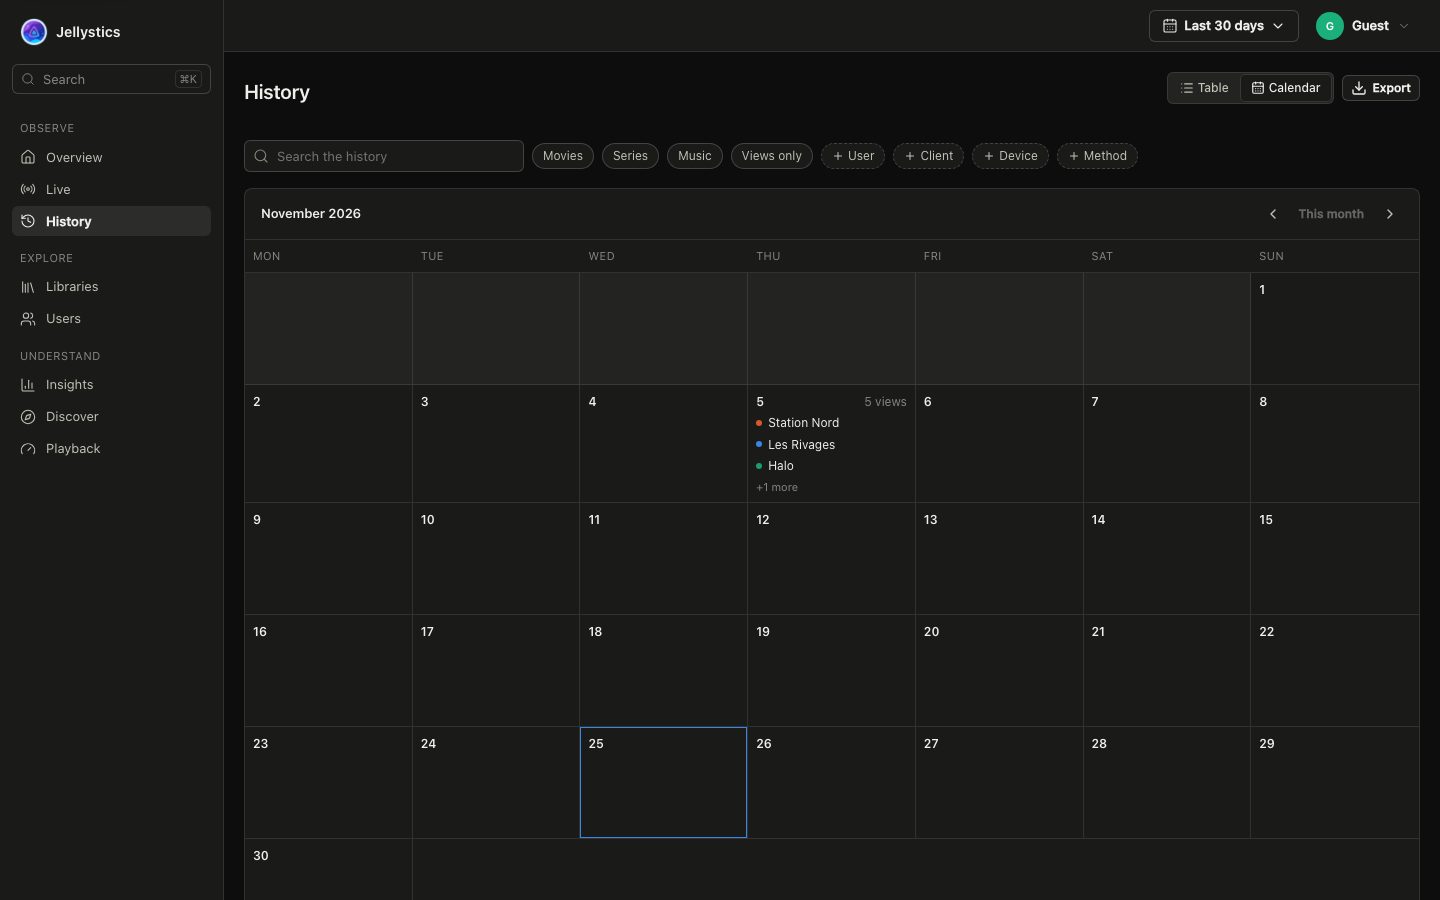 Jellystics
Last 30 days
G
Guest
Search
⌘K
OBSERVE
Overview
Live
History
EXPLORE
Libraries
Users
UNDERSTAND
Insights
Discover
Playback
History
Table
Calendar
Export
Search the history
Movies
Series
Music
Views only
+ User
+ Client
+ Device
+ Method
November 2026
This month
MON TUE WED THU FRI SAT SUN
1
2 3 4 5 5 views 6 7 8
Station Nord
Les Rivages
Halo
+1 more
9 10 11 12 13 14 15
16 17 18 19 20 21 22
23 24 25 26 27 28 29
30